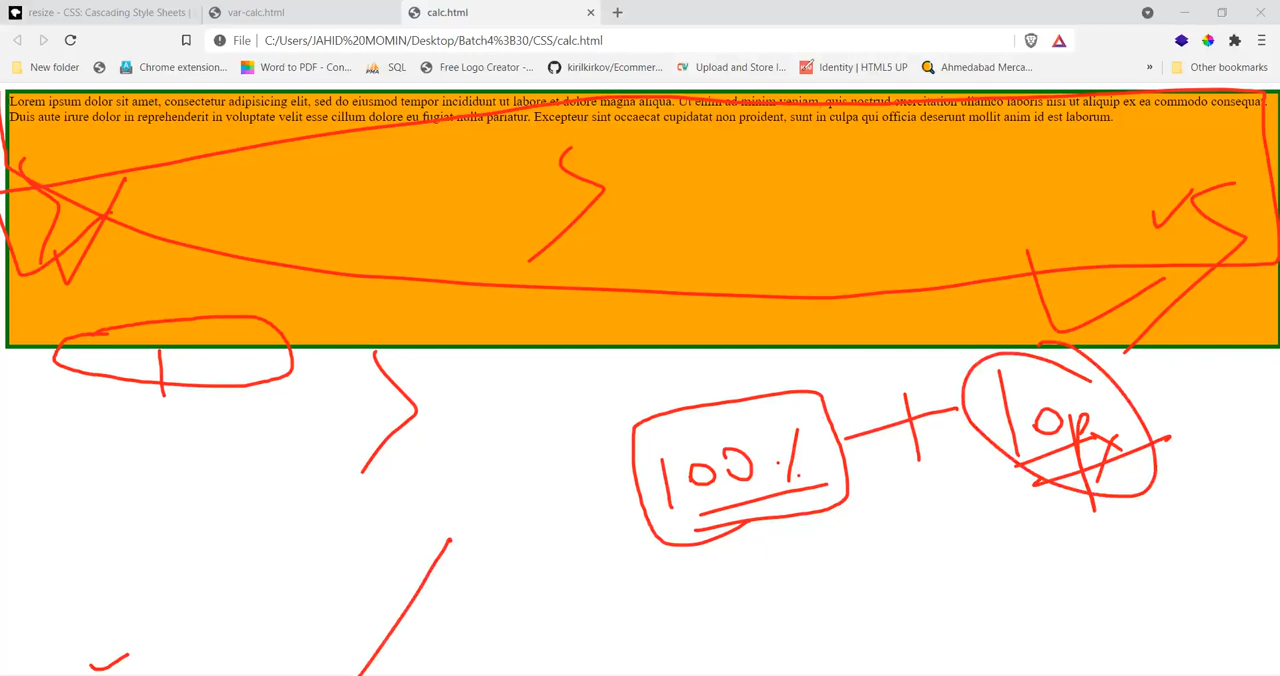 resize - CSS: Cascading Style Sheets |
var-calc.html
calc.html
File C:/Users/JAHID%20MOMIN/Desktop/Batch4%3B30/CSS/calc.html
New folder Chrome extension... Word to PDF - Con... SQL Free Logo Creator -... kirilkirkov/Ecommer... Upload and Store I... Identity | HTML5 UP Ahmedabad Merca... » Other bookmarks
Lorem ipsum dolor sit amet, consectetur adipisicing elit, sed do eiusmod tempor incididunt ut labore et dolore magna aliqua. Ut enim ad minim veniam, quis nostrud exercitation ullamco laboris nisi ut aliquip ex ea commodo consequat.
Duis aute irure dolor in reprehenderit in voluptate velit esse cillum dolore eu fugiat nulla pariatur. Excepteur sint occaecat cupidatat non proident, sunt in culpa qui officia deserunt mollit anim id est laborum.
100% + 10px